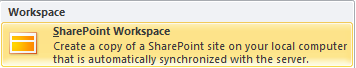 Workspace
SharePoint Workspace
Create a copy of a SharePoint site on your local computer
that is automatically synchronized with the server.